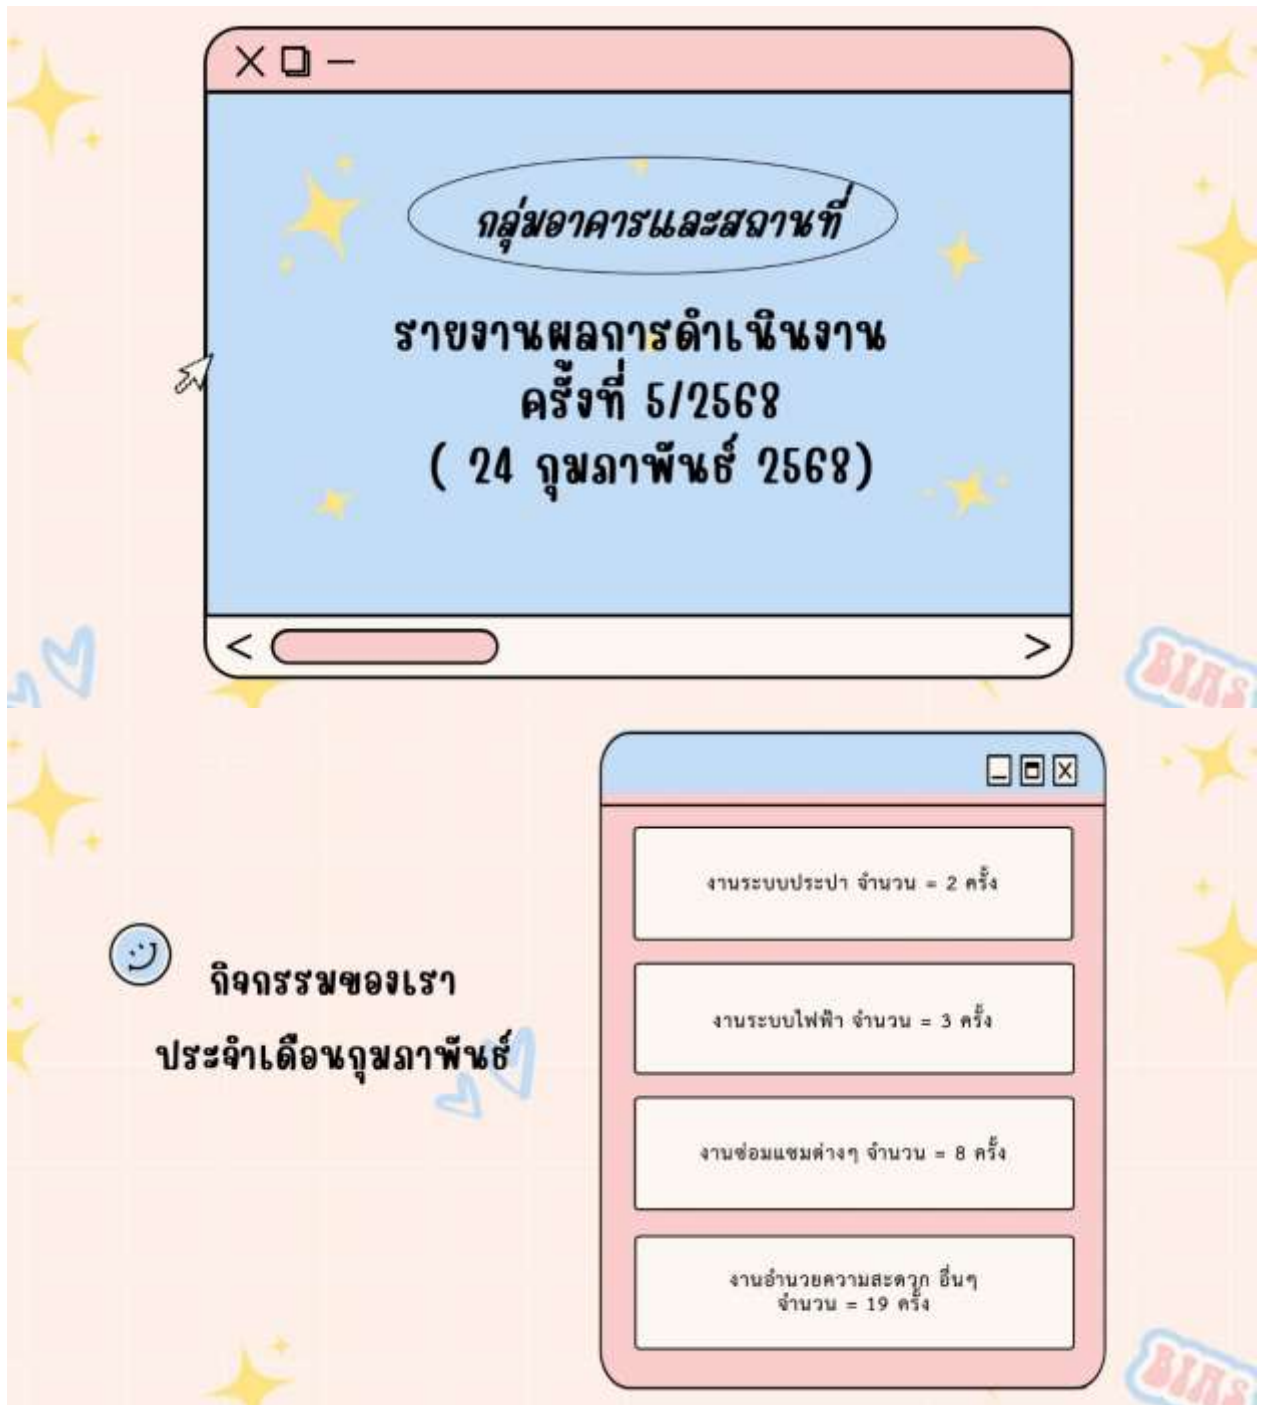 กลุ่มอาคารและสถานที่
รายงานผลการดำเนินงาน
ครั้งที่ 5/2568
( 24 กุมภาพันธ์ 2568)
BIAS
กิจกรรมของเรา
ประจำเดือนกุมภาพันธ์
งานระบบประปา จำนวน = 2 ครั้ง
งานระบบไฟฟ้า จำนวน = 3 ครั้ง
งานซ่อมแซมต่างๆ จำนวน = 8 ครั้ง
งานอำนวยความสะดวก อื่นๆ
จำนวน = 19 ครั้ง
BIAS